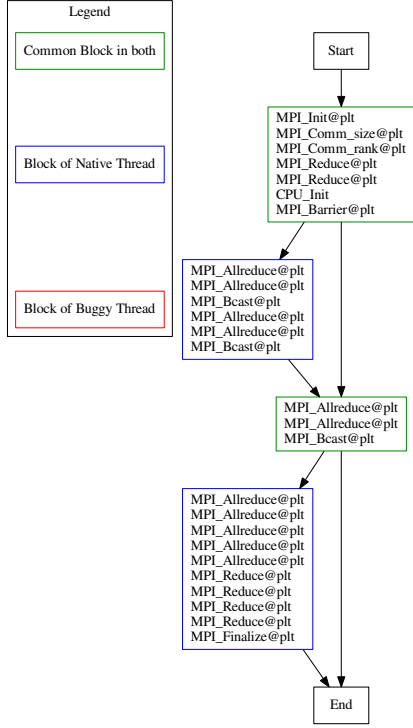 Legend
Common Block in both
Block of Native Thread
Block of Buggy Thread
Start
MPI_Init@plt
MPI_Comm_size@plt
MPI_Comm_rank@plt
MPI_Reduce@plt
MPI_Reduce@plt
CPU_Init
MPI_Barrier@plt
MPI_Allreduce@plt
MPI_Allreduce@plt
MPI_Bcast@plt
MPI_Allreduce@plt
MPI_Allreduce@plt
MPI_Bcast@plt
MPI_Allreduce@plt
MPI_Allreduce@plt
MPI_Bcast@plt
MPI_Allreduce@plt
MPI_Allreduce@plt
MPI_Allreduce@plt
MPI_Allreduce@plt
MPI_Allreduce@plt
MPI_Reduce@plt
MPI_Reduce@plt
MPI_Reduce@plt
MPI_Reduce@plt
MPI_Finalize@plt
End